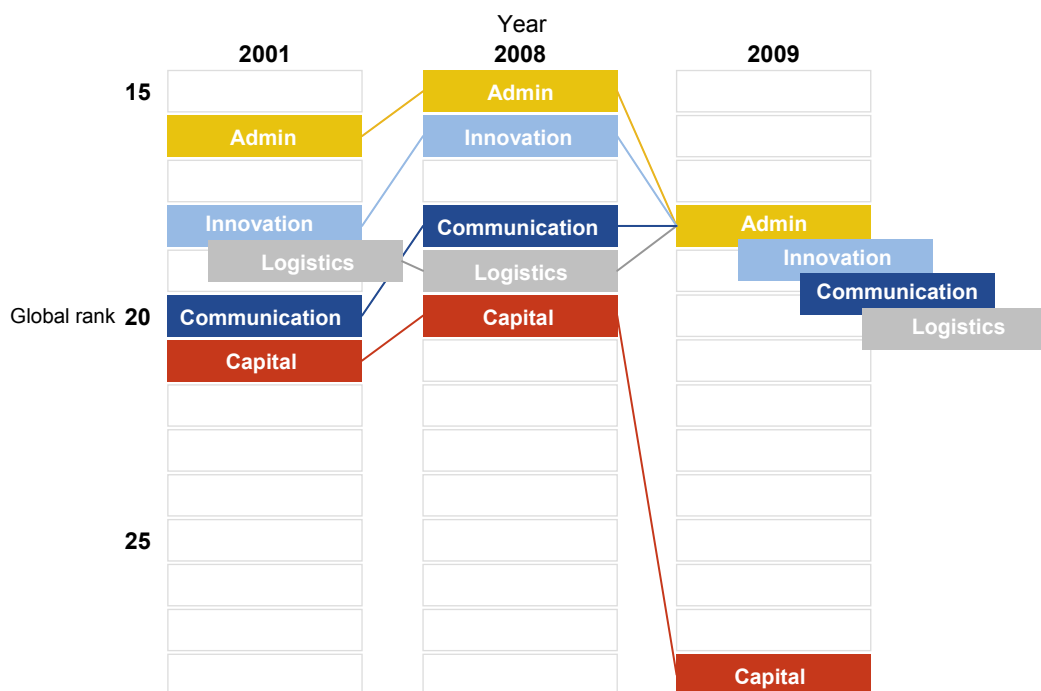 Year
2001 2008 2009
15 Admin
Admin Innovation
Innovation Communication Admin
Logistics Logistics Innovation
Global rank 20 Communication Capital Communication
Capital Logistics
25
Capital